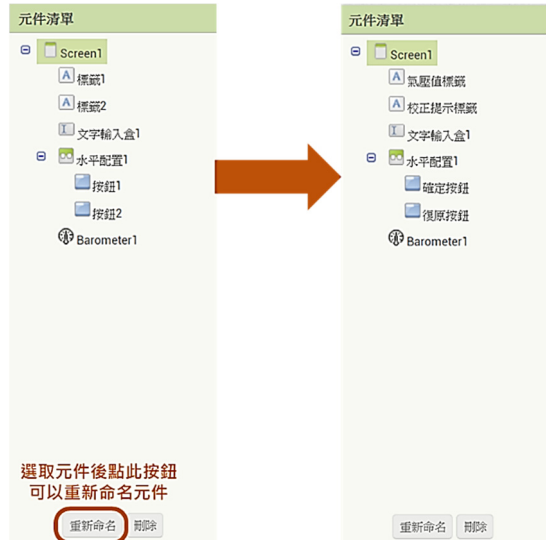 元件清單
Screen1
標籤1
標籤2
文字輸入盒1
水平配置1
按鈕1
按鈕2
Barometer1
選取元件後點此按鈕
可以重新命名元件
重新命名 刪除
元件清單
Screen1
氣壓值標籤
校正提示標籤
文字輸入盒1
水平配置1
確定按鈕
復原按鈕
Barometer1
重新命名 刪除